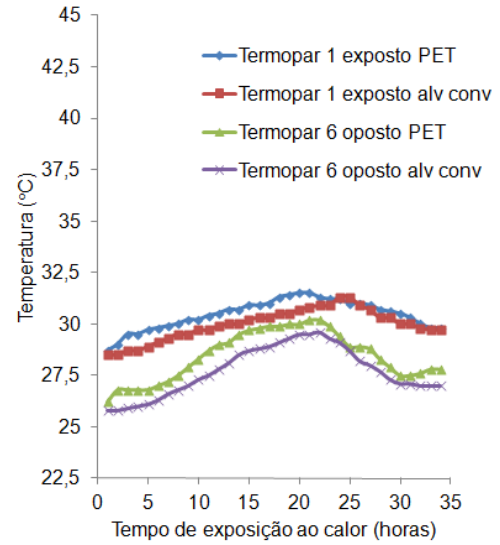 45
42,5
40
37,5
35
32,5
30
27,5
25
22,5
Temperatura (°C)
Termopar 1 exposto PET
Termopar 1 exposto alv conv
Termopar 6 oposto PET
Termopar 6 oposto alv conv
0 5 10 15 20 25 30 35
Tempo de exposição ao calor (horas)